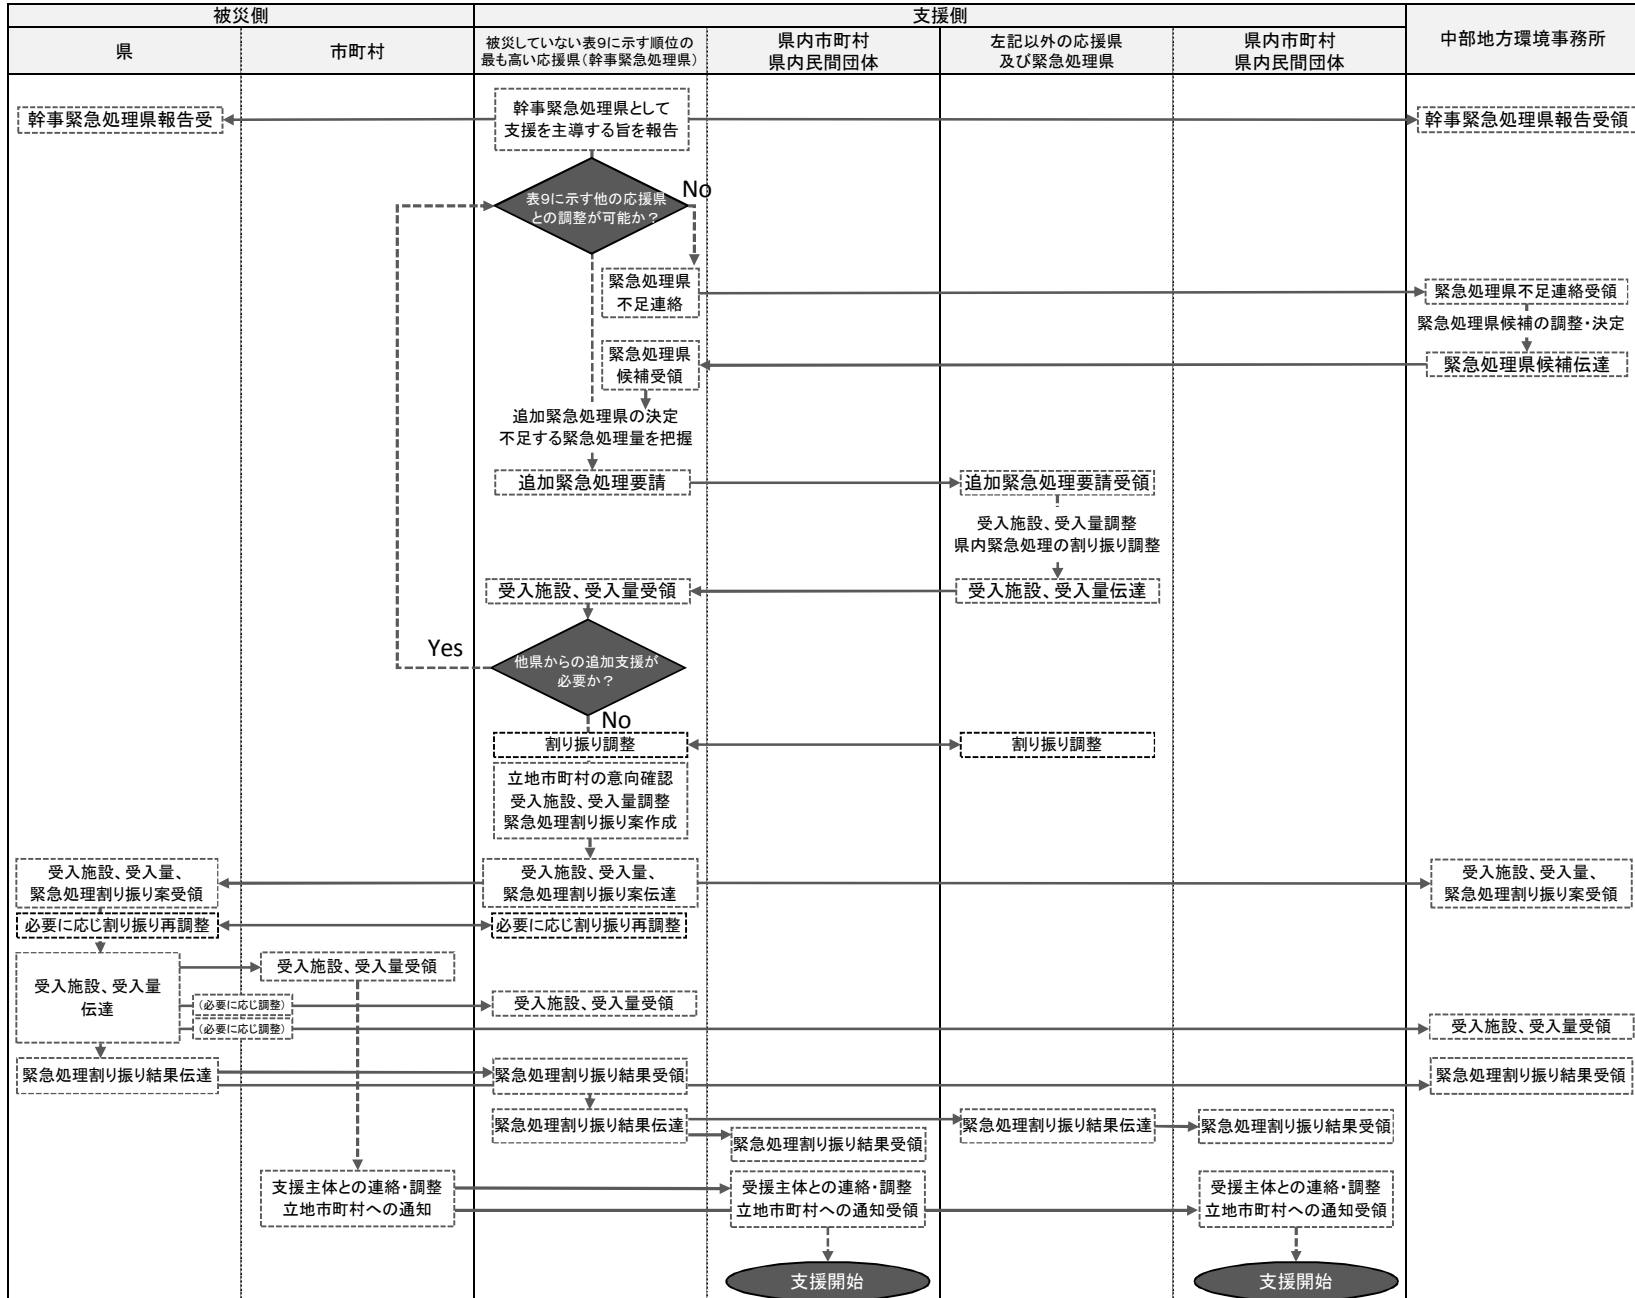 被災側
支援側
県
市町村
被災していない表9に示す順位の
最も高い応援県(幹事緊急処理県)
県内市町村
県内民間団体
左記以外の応援県
及び緊急処理県
県内市町村
県内民間団体
中部地方環境事務所
幹事緊急処理県報告受
幹事緊急処理県として
支援を主導する旨を報告
幹事緊急処理県報告受領
表9に示す他の応援県
との調整が可能か?
No
緊急処理県
不足連絡
緊急処理県不足連絡受領
緊急処理県候補の調整・決定
緊急処理県候補伝達
緊急処理県
候補受領
追加緊急処理県の決定
不足する緊急処理量を把握
追加緊急処理要請
追加緊急処理要請受領
受入施設、受入量調整
県内緊急処理の割り振り調整
受入施設、受入量伝達
受入施設、受入量受領
Yes
他県からの追加支援が
必要か?
No
割り振り調整
割り振り調整
立地市町村の意向確認
受入施設、受入量調整
緊急処理割り振り案作成
受入施設、受入量、
緊急処理割り振り案受領
受入施設、受入量、
緊急処理割り振り案伝達
受入施設、受入量、
緊急処理割り振り案受領
必要に応じ割り振り再調整
必要に応じ割り振り再調整
受入施設、受入量
伝達
受入施設、受入量受領
(必要に応じ調整)
受入施設、受入量受領
(必要に応じ調整)
受入施設、受入量受領
緊急処理割り振り結果伝達
緊急処理割り振り結果受領
緊急処理割り振り結果受領
緊急処理割り振り結果伝達
緊急処理割り振り結果受領
緊急処理割り振り結果伝達
緊急処理割り振り結果受領
支援主体との連絡・調整
立地市町村への通知
受援主体との連絡・調整
立地市町村への通知受領
受援主体との連絡・調整
立地市町村への通知受領
支援開始
支援開始